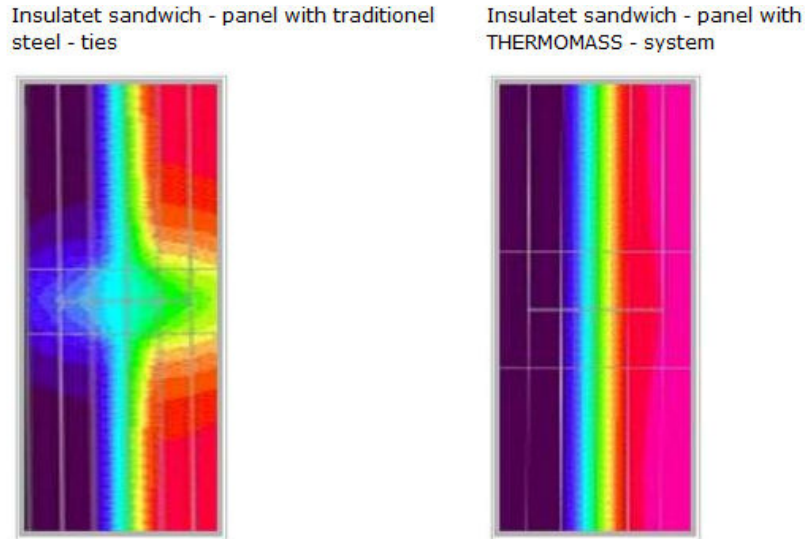 Insulatet sandwich - panel with traditionel
steel - ties
Insulatet sandwich - panel with
THERMOMASS - system